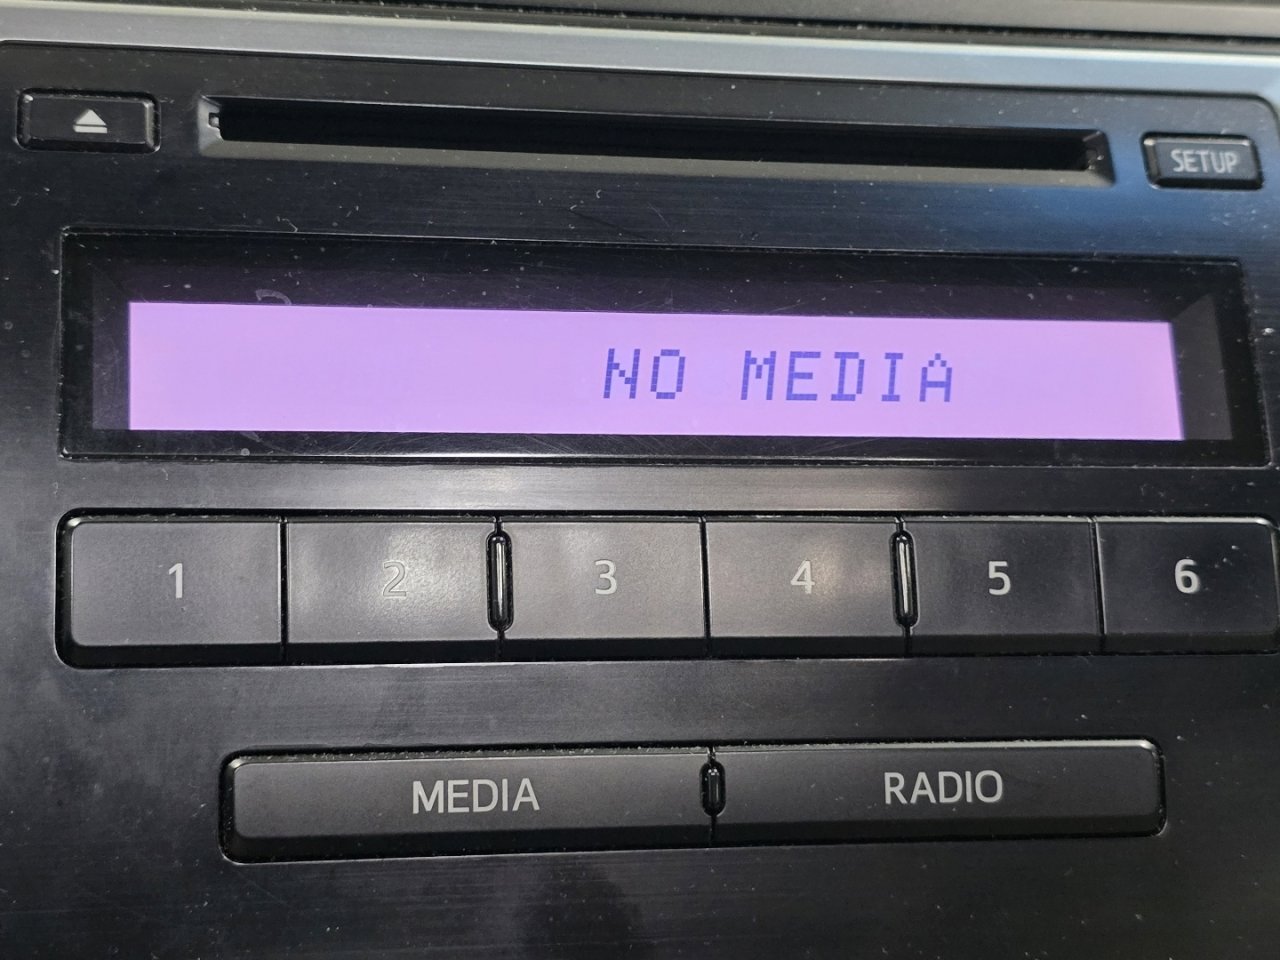 SETUP
NO MEDIA
1 2 3 4 5 6
MEDIA RADIO